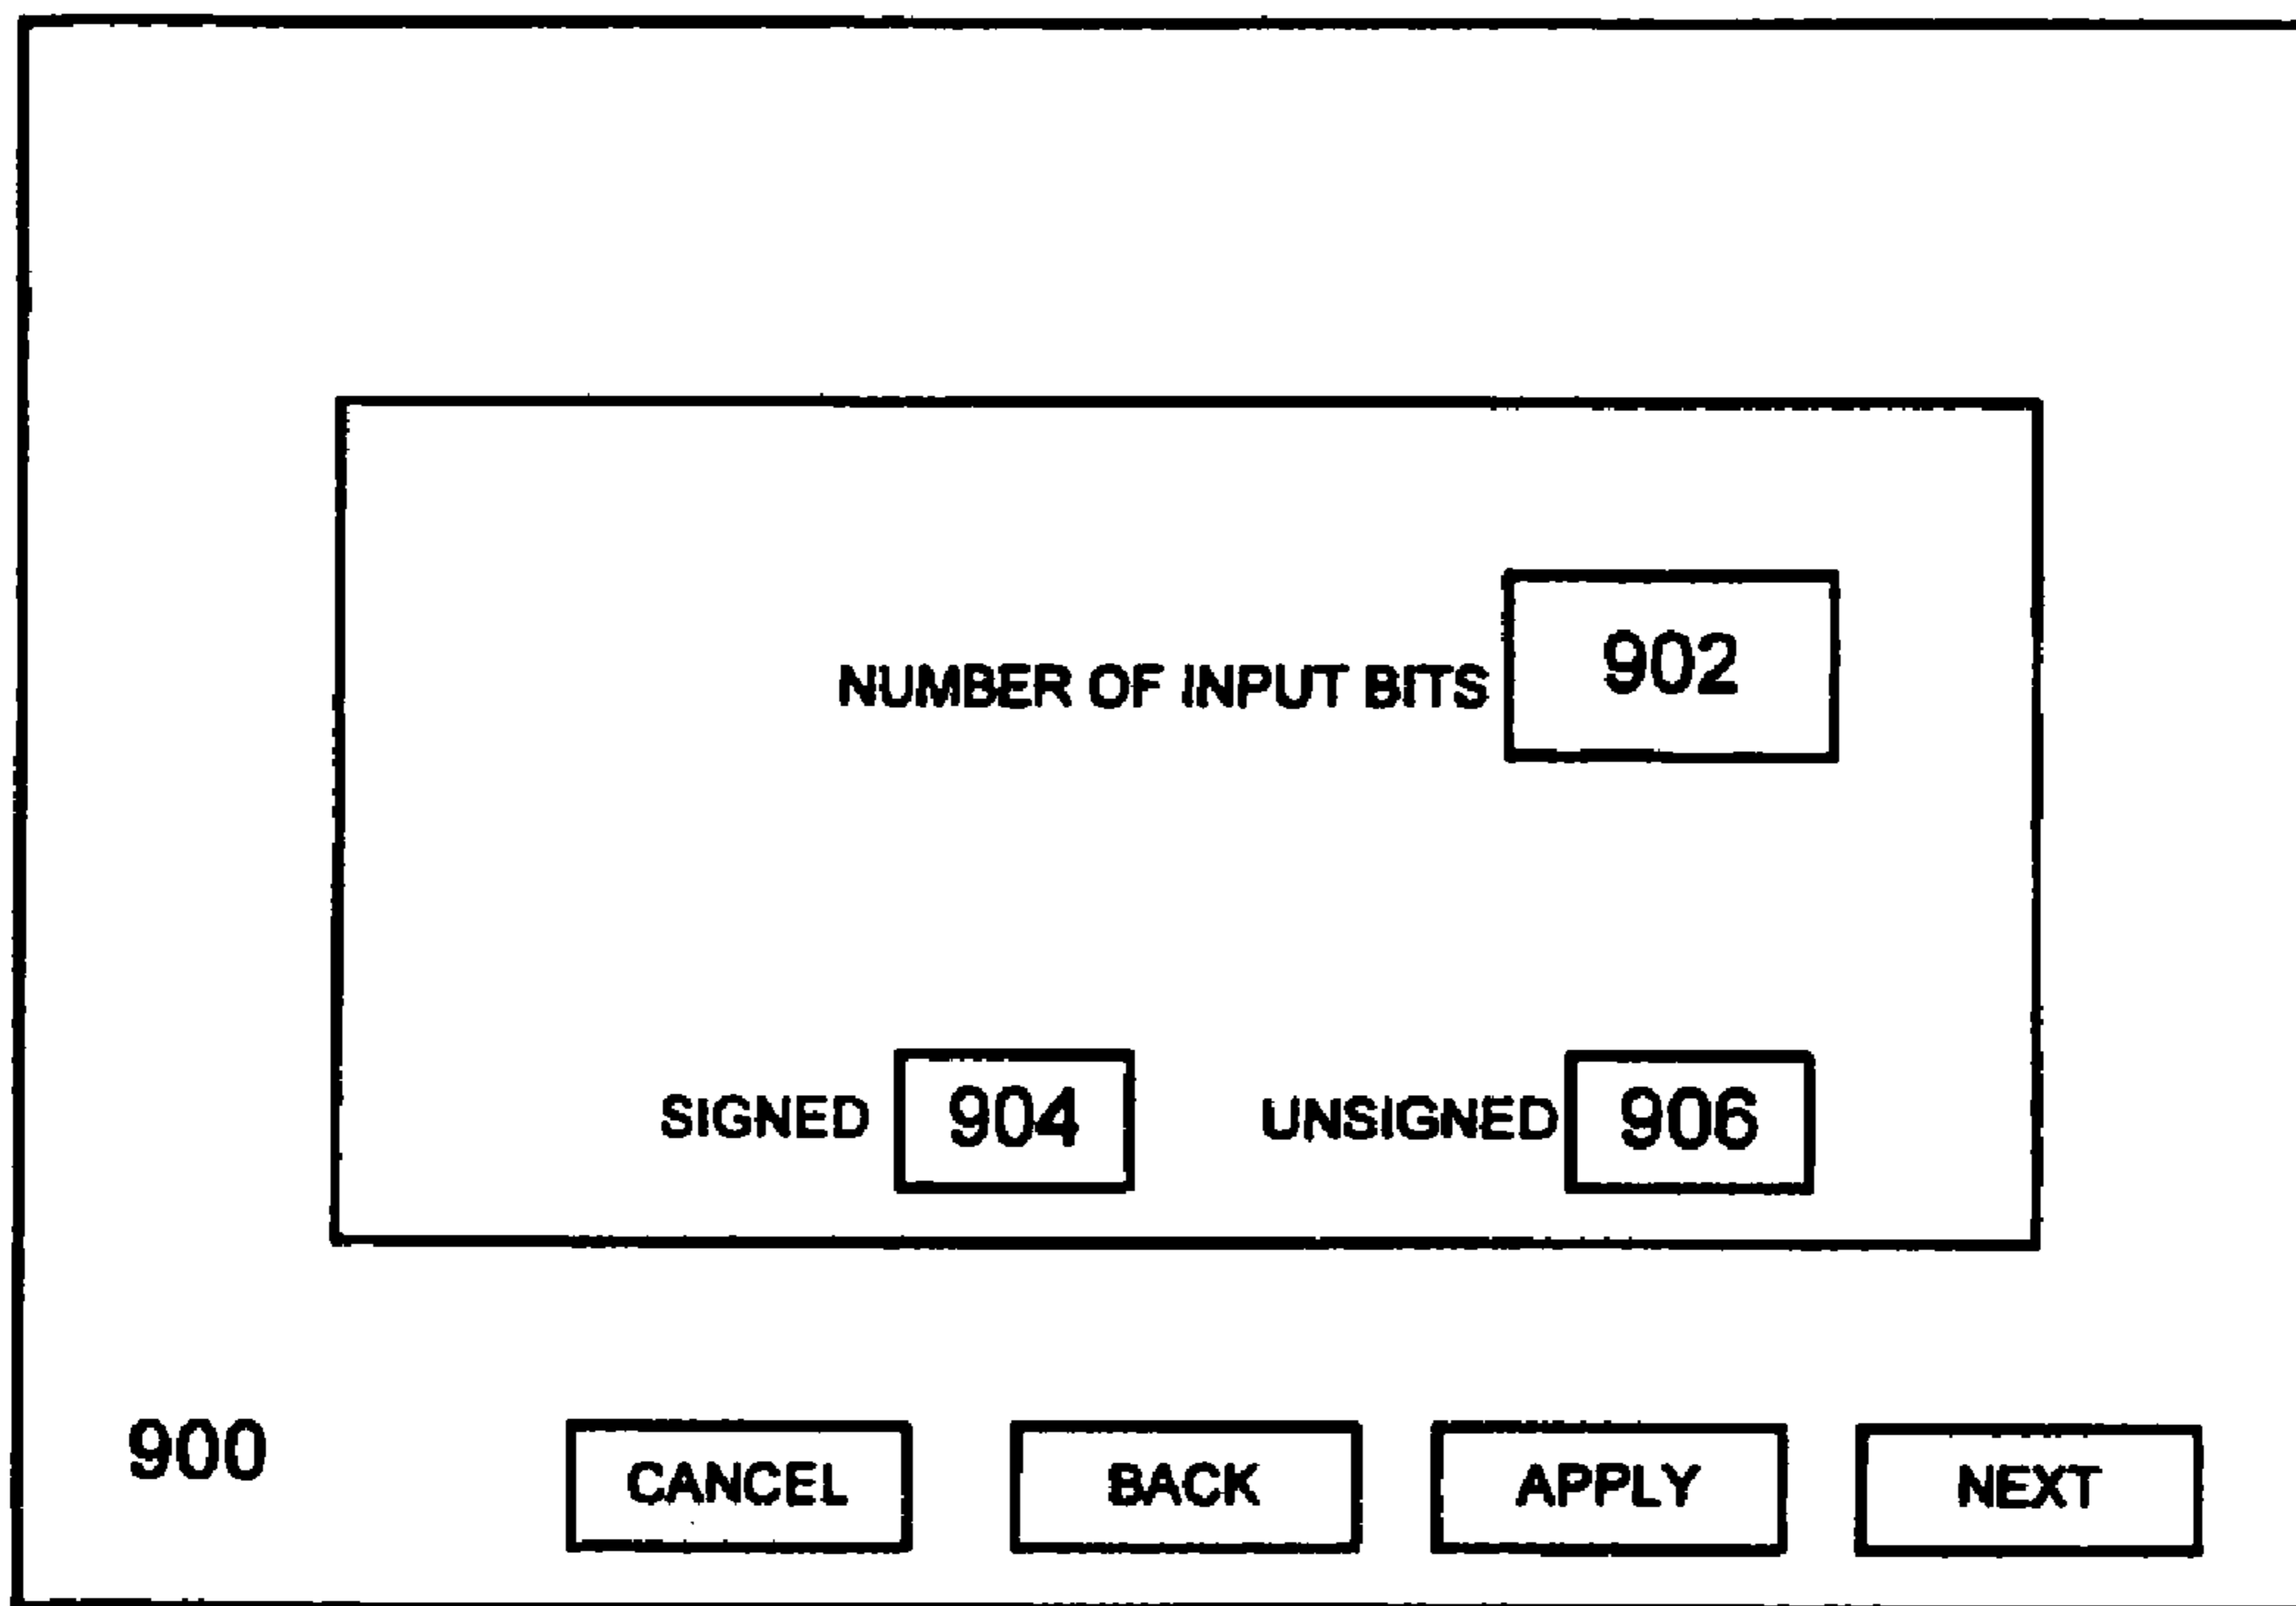 NUMBER OF INPUT BITS 902
SIGNED 904 UNSIGNED 906
900 CANCEL BACK APPLY NEXT